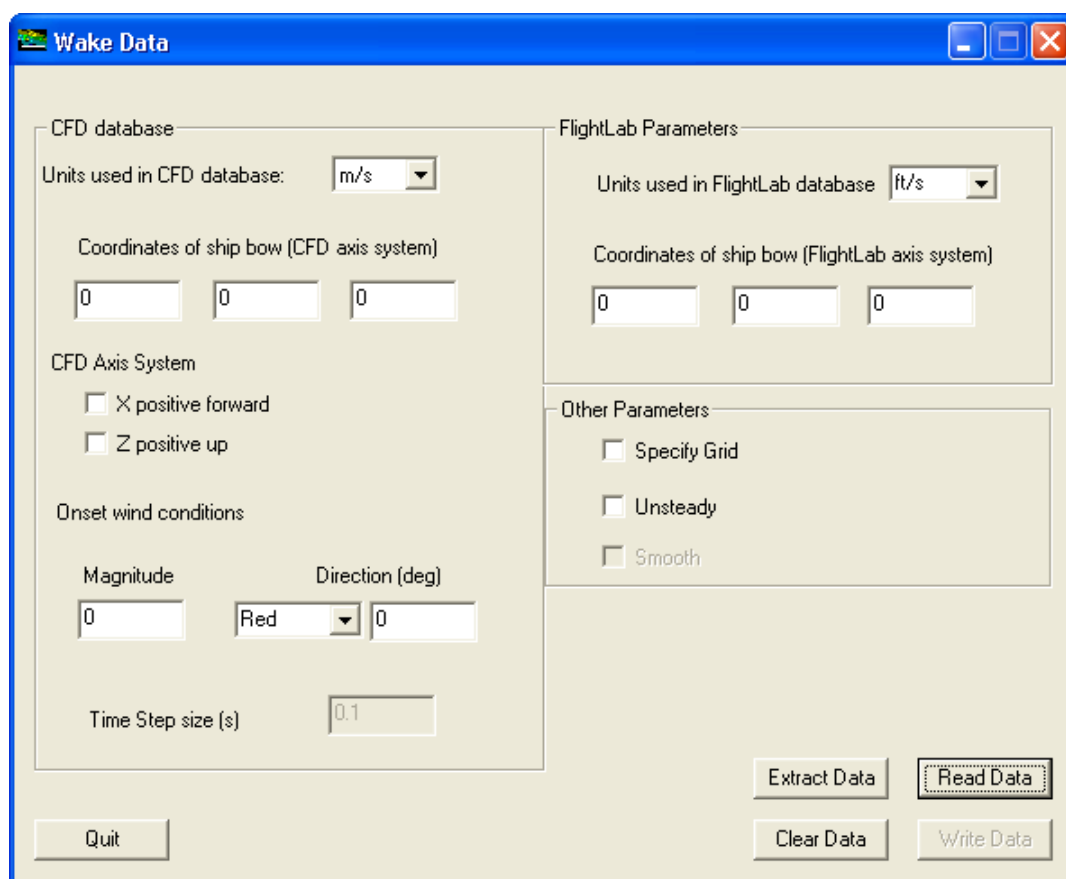 Wake Data
CFD database
Units used in CFD database: m/s
Coordinates of ship bow (CFD axis system)
0 0 0
CFD Axis System
X positive forward
Z positive up
Onset wind conditions
Magnitude Direction (deg)
0 Red 0
Time Step size (s) 0.1
FlightLab Parameters
Units used in FlightLab database ft/s
Coordinates of ship bow (FlightLab axis system)
0 0 0
Other Parameters
Specify Grid
Unsteady
Smooth
Extract Data Read Data
Quit Clear Data Write Data